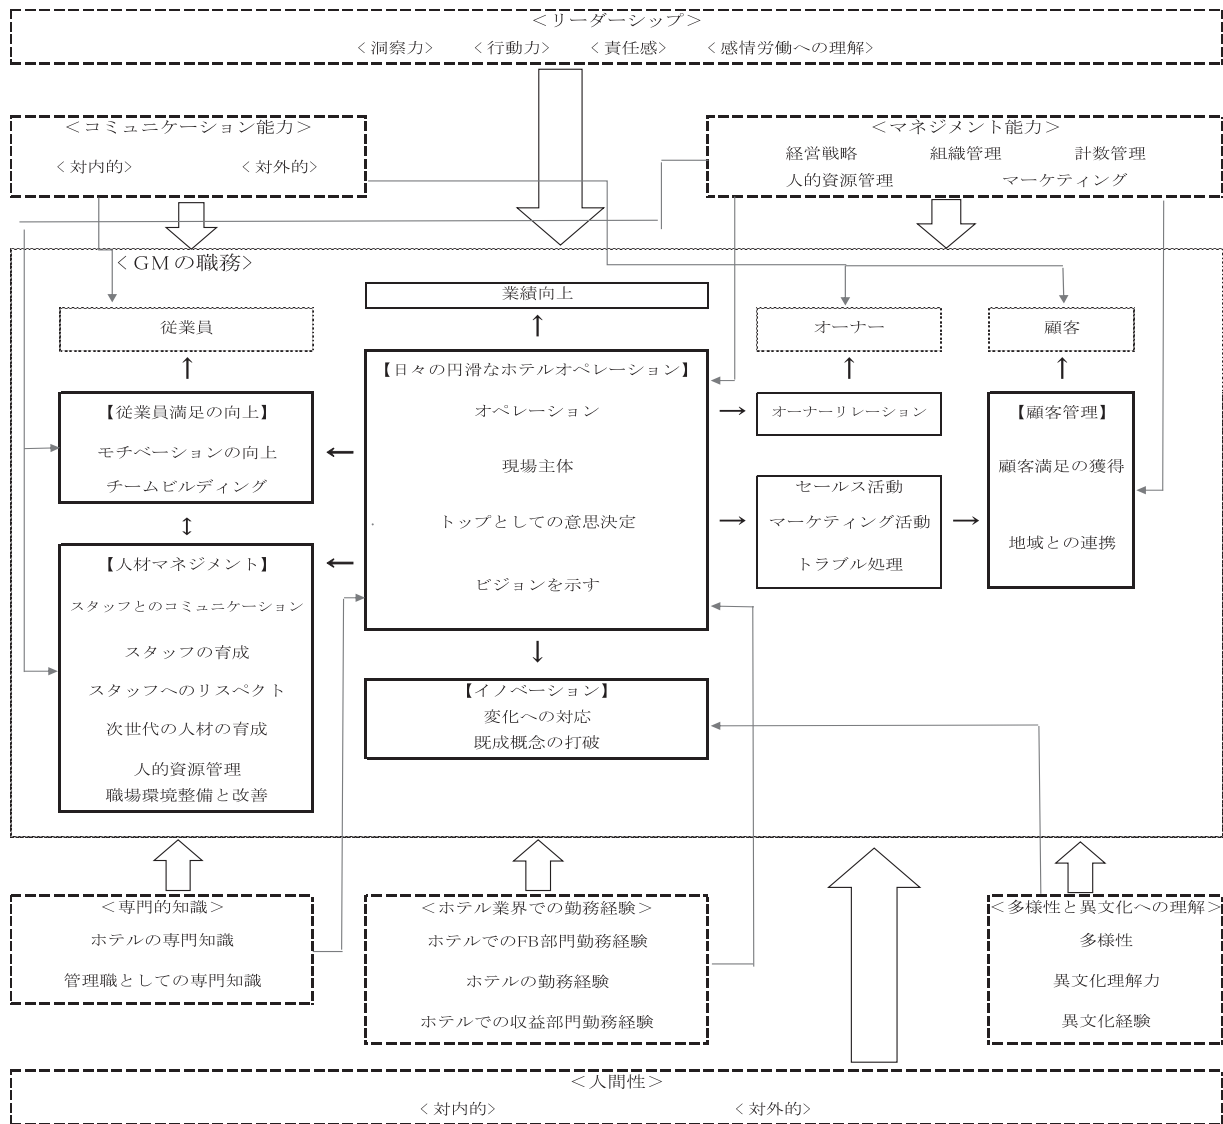 ＜リーダーシップ＞
＜洞察力＞ ＜行動力＞ ＜責任感＞ ＜感情労働への理解＞
＜コミュニケーション能力＞
＜対内的＞ ＜対外的＞
＜マネジメント能力＞
経営戦略 組織管理 計数管理
人的資源管理 マーケティング
＜GMの職務＞
従業員
【従業員満足の向上】
モチベーションの向上
チームビルディング
↕
【人材マネジメント】
スタッフとのコミュニケーション
スタッフの育成
スタッフへのリスペクト
次世代の人材の育成
人的資源管理
職場環境整備と改善
業績向上
【日々の円滑なホテルオペレーション】
オペレーション
現場主体
トップとしての意思決定
ビジョンを示す
【イノベーション】
変化への対応
既成概念の打破
オーナー
オーナーリレーション
セールス活動
マーケティング活動
トラブル処理
顧客
【顧客管理】
顧客満足の獲得
地域との連携
＜専門的知識＞
ホテルの専門知識
管理職としての専門知識
＜ホテル業界での勤務経験＞
ホテルでのFB部門勤務経験
ホテルの勤務経験
ホテルでの収益部門勤務経験
＜多様性と異文化への理解＞
多様性
異文化理解力
異文化経験
＜人間性＞
＜対内的＞ ＜対外的＞